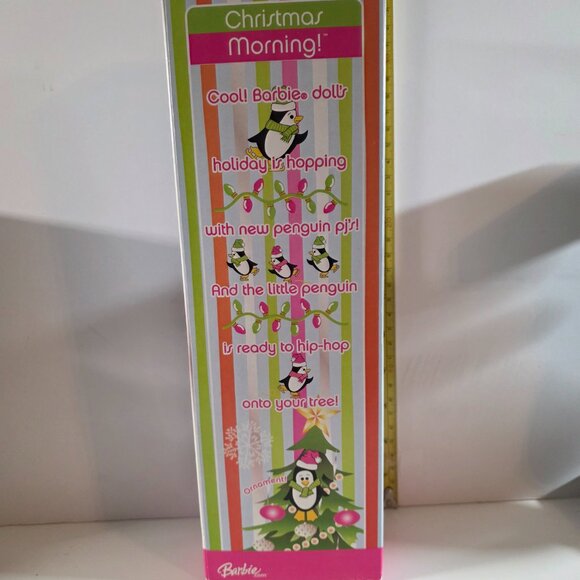 Christmas
Morning!™
Cool! Barbie® doll's
holiday is hopping
with new penguin pj's!
And the little penguin
is ready to hip-hop
onto your tree!
Ornament!
Barbie.com